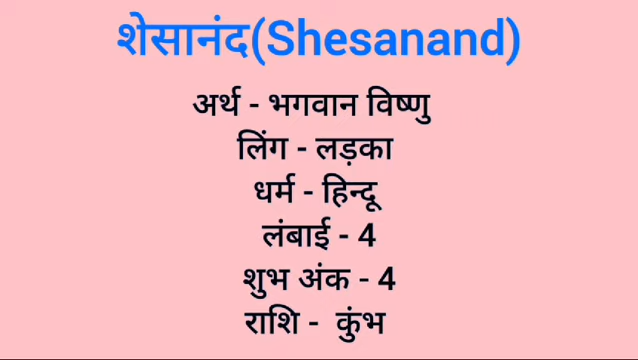 शेसानंद(Shesanand)
अर्थ - भगवान विष्णु
लिंग - लड़का
धर्म - हिन्दू
लंबाई - 4
शुभ अंक - 4
राशि - कुंभ